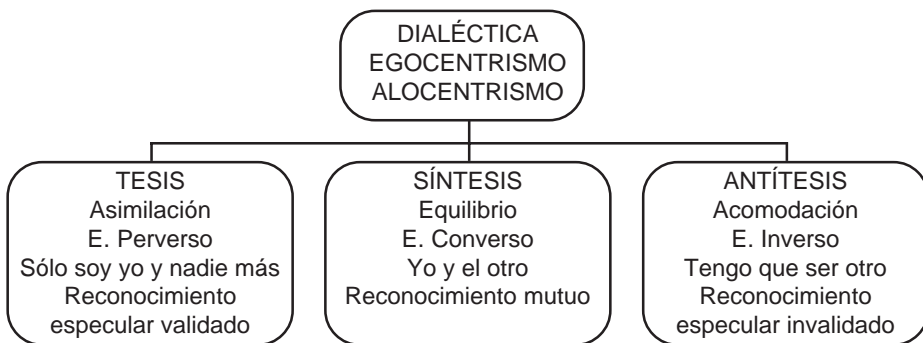 DIALÉCTICA
EGOCENTRISMO
ALOCENTRISMO
TESIS
Asimilación
E. Perverso
Sólo soy yo y nadie más
Reconocimiento
especular validado
SÍNTESIS
Equilibrio
E. Converso
Yo y el otro
Reconocimiento mutuo
ANTÍTESIS
Acomodación
E. Inverso
Tengo que ser otro
Reconocimiento
especular invalidado